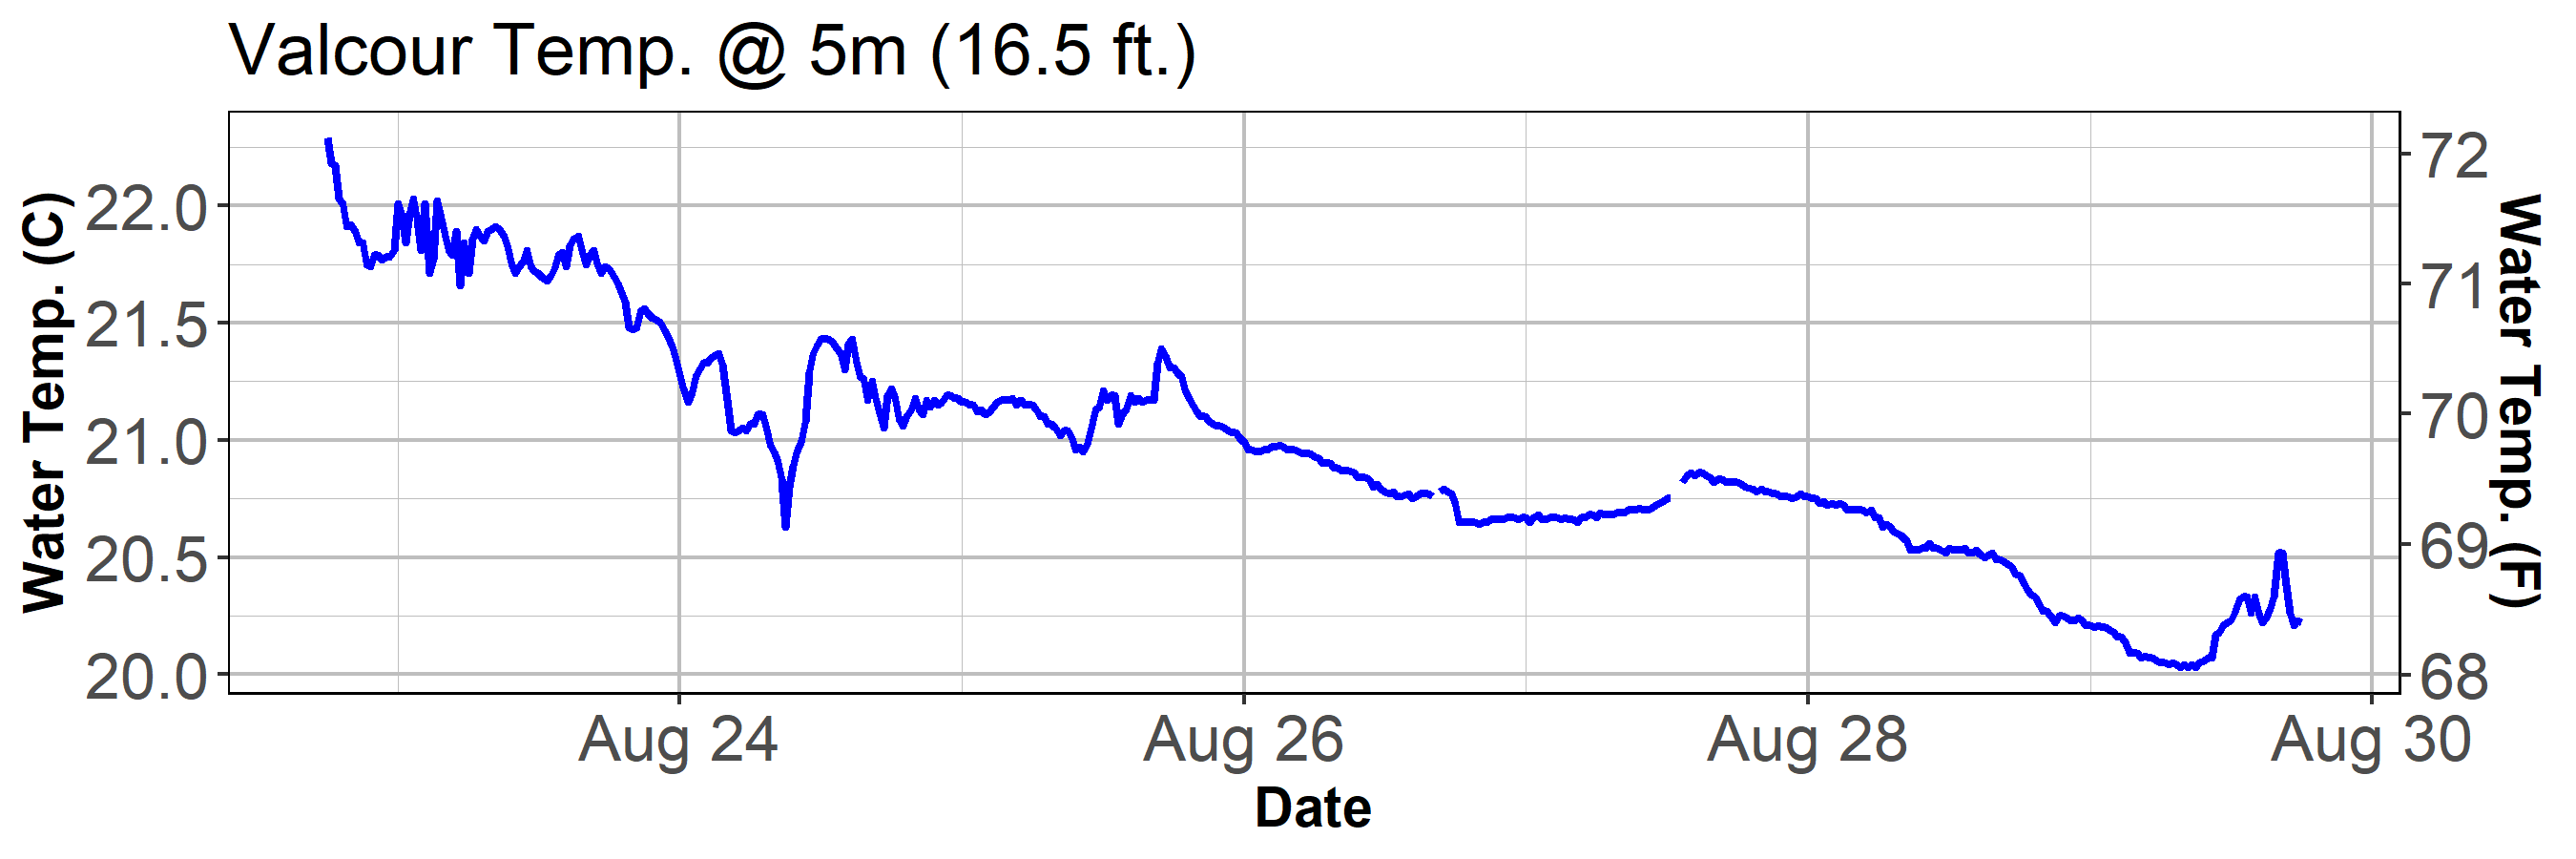 Valcour Temp. @ 5m (16.5 ft.)
Water Temp. (C)
22.0
21.5
21.0
20.5
20.0
72
71
70
69
68
Water Temp. (F)
Aug 24 Aug 26 Aug 28 Aug 30
Date